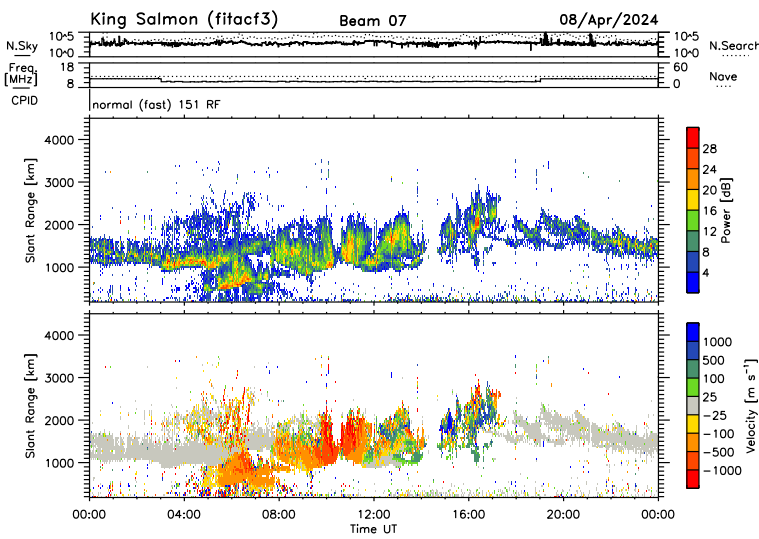 King Salmon (fitacf3) Beam 07 08/Apr/2024
N.Sky 10^5 10^0 10^5 10^0 N.Search
Freq. [MHz] 18 8 60 0 Nave
CPID normal (fast) 151 RF
Slant Range [km] 4000 3000 2000 1000
Power [dB] 28 24 20 16 12 8 4
Slant Range [km] 4000 3000 2000 1000
Velocity [m s⁻¹] 1000 500 100 25 −25 −100 −500 −1000
00:00 04:00 08:00 12:00 16:00 20:00 00:00
Time UT